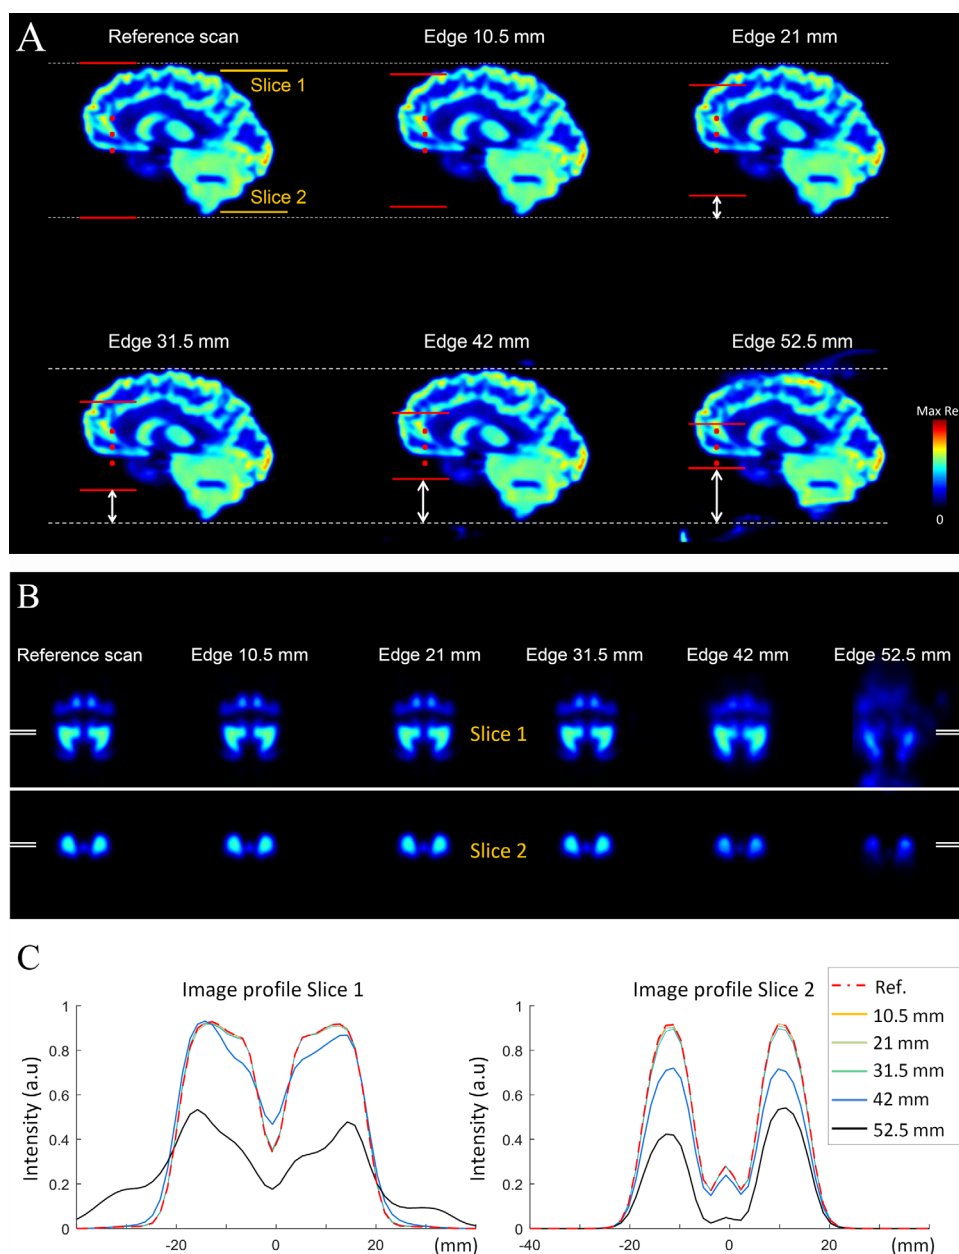 A
Reference scan
Edge 10.5 mm
Edge 21 mm
Slice 1
Slice 2
Edge 31.5 mm
Edge 42 mm
Edge 52.5 mm
Max Re
0
B
Reference scan
Edge 10.5 mm
Edge 21 mm
Edge 31.5 mm
Edge 42 mm
Edge 52.5 mm
Slice 1
Slice 2
C
Image profile Slice 1
Intensity (a.u)
1
0.8
0.6
0.4
0.2
0
-20
0
20
(mm)
Image profile Slice 2
Intensity (a.u)
1
0.8
0.6
0.4
0.2
0
-40
-20
0
20
(mm)
Ref.
10.5 mm
21 mm
31.5 mm
42 mm
52.5 mm